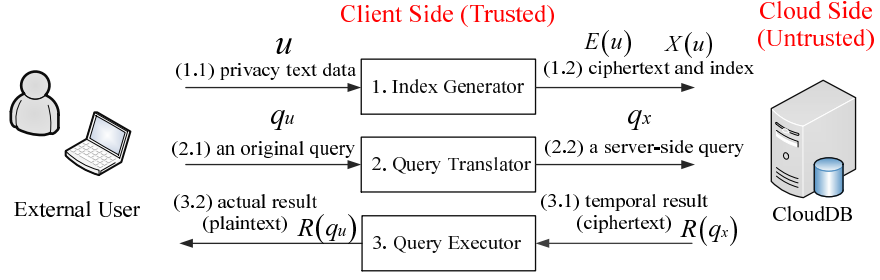 Client Side (Trusted)
Cloud Side
(Untrusted)
u
E(u) X(u)
(1.1) privacy text data
1. Index Generator
(1.2) ciphertext and index
qu
qx
(2.1) an original query
2. Query Translator
(2.2) a server-side query
(3.2) actual result
(plaintext) R(qu)
3. Query Executor
(3.1) temporal result
(ciphertext) R(qx)
External User
CloudDB